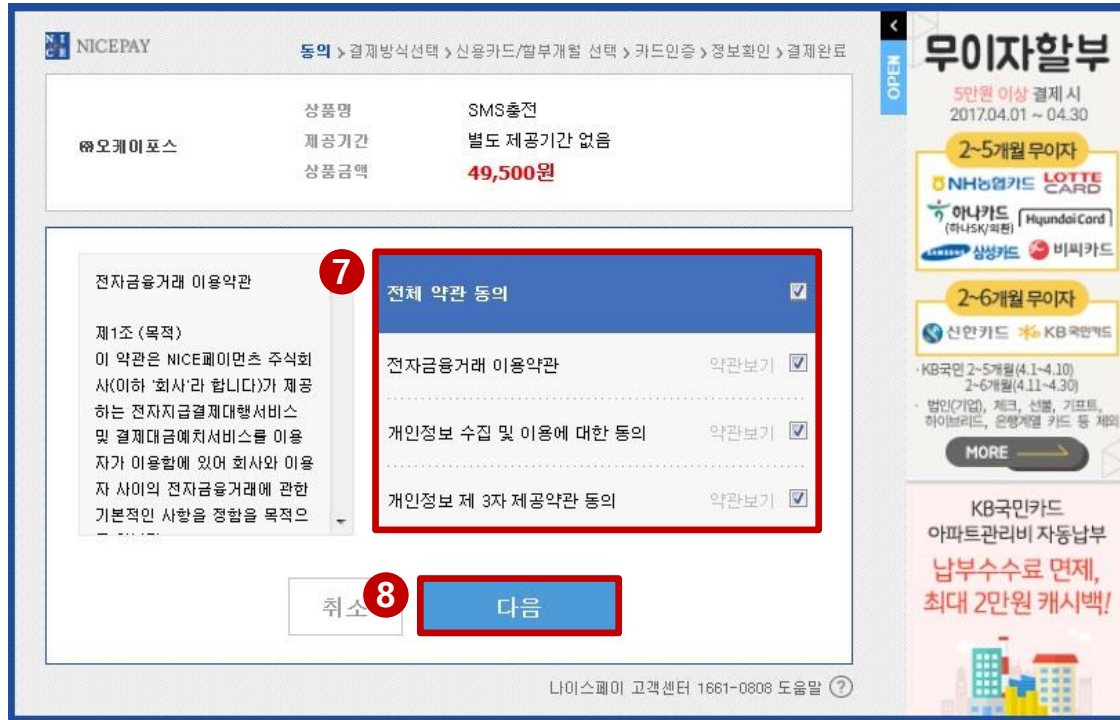 NICE NICEPAY
동의 > 결제방식선택 > 신용카드/할부개월 선택 > 카드인증 > 정보확인 > 결제완료
오케이포스
상품명 SMS충전
제공기간 별도 제공기간 없음
상품금액 49,500원
전자금융거래 이용약관
제1조 (목적)
이 약관은 NICE페이먼츠 주식회
사(이하 '회사'라 합니다)가 제공
하는 전자지급결제대행서비스
및 결제대금예치서비스를 이용
자가 이용함에 있어 회사와 이용
자 사이의 전자금융거래에 관한
기본적인 사항을 정함을 목적으
7
전체 약관 동의
전자금융거래 이용약관 약관보기
개인정보 수집 및 이용에 대한 동의 약관보기
개인정보 제 3자 제공약관 동의 약관보기
취소
8
다음
나이스페이 고객센터 1661-0808 도움말 ?
OPEN
무이자할부
5만원 이상 결제 시
2017.04.01 ~ 04.30
2~5개월 무이자
NH농협카드 LOTTE CARD
하나카드 (하나SK/외환) HyundaiCard
SAMSUNG 삼성카드 비씨카드
2~6개월 무이자
신한카드 KB국민카드
· KB국민 2~5개월(4.1~4.10)
2~6개월(4.11~4.30)
· 법인(기업), 체크, 선불, 기프트,
하이브리드, 은행계열 카드 등 제외
MORE
KB국민카드
아파트관리비 자동납부
납부수수료 면제,
최대 2만원 캐시백!